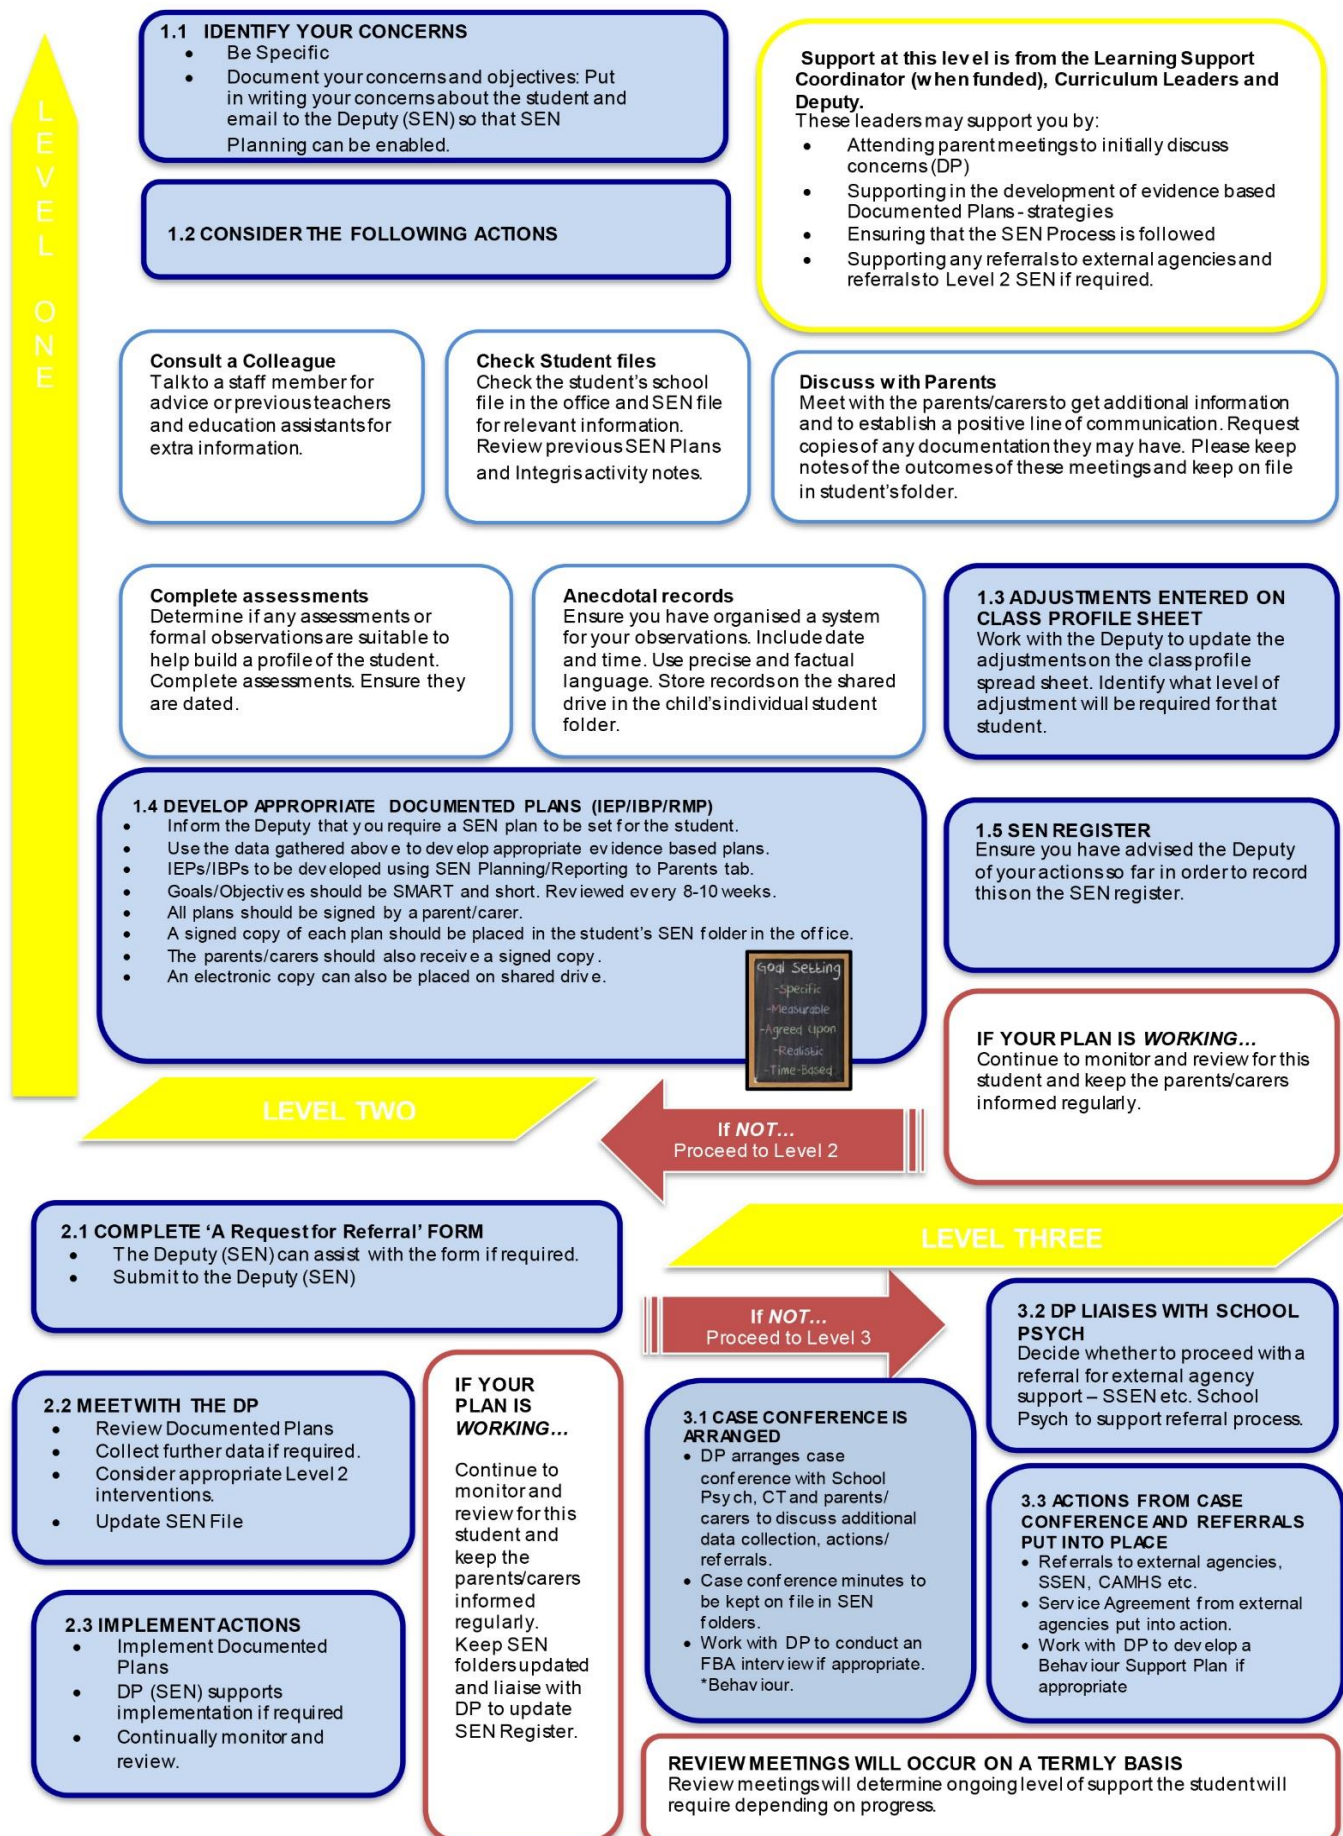 LEVEL ONE
1.1 IDENTIFY YOUR CONCERNS
• Be Specific
• Document your concerns and objectives: Put
in writing your concerns about the student and
email to the Deputy (SEN) so that SEN
Planning can be enabled.
Support at this level is from the Learning Support
Coordinator (when funded), Curriculum Leaders and
Deputy.
These leaders may support you by:
• Attending parent meetings to initially discuss
concerns (DP)
• Supporting in the development of evidence based
Documented Plans - strategies
• Ensuring that the SEN Process is followed
• Supporting any referrals to external agencies and
referrals to Level 2 SEN if required.
1.2 CONSIDER THE FOLLOWING ACTIONS
Consult a Colleague
Talk to a staff member for
advice or previous teachers
and education assistants for
extra information.
Check Student files
Check the student's school
file in the office and SEN file
for relevant information.
Review previous SEN Plans
and Integris activity notes.
Discuss with Parents
Meet with the parents/carers to get additional information
and to establish a positive line of communication. Request
copies of any documentation they may have. Please keep
notes of the outcomes of these meetings and keep on file
in student's folder.
Complete assessments
Determine if any assessments or
formal observations are suitable to
help build a profile of the student.
Complete assessments. Ensure they
are dated.
Anecdotal records
Ensure you have organised a system
for your observations. Include date
and time. Use precise and factual
language. Store records on the shared
drive in the child's individual student
folder.
1.3 ADJUSTMENTS ENTERED ON
CLASS PROFILE SHEET
Work with the Deputy to update the
adjustments on the class profile
spread sheet. Identify what level of
adjustment will be required for that
student.
1.4 DEVELOP APPROPRIATE DOCUMENTED PLANS (IEP/IBP/RMP)
• Inform the Deputy that you require a SEN plan to be set for the student.
• Use the data gathered above to develop appropriate evidence based plans.
• IEPs/IBPs to be developed using SEN Planning/Reporting to Parents tab.
• Goals/Objectives should be SMART and short. Reviewed every 8-10 weeks.
• All plans should be signed by a parent/carer.
• A signed copy of each plan should be placed in the student's SEN folder in the office.
• The parents/carers should also receive a signed copy.
• An electronic copy can also be placed on shared drive.
Goal Setting
-Specific
-Measurable
-Agreed Upon
-Realistic
-Time-Based
1.5 SEN REGISTER
Ensure you have advised the Deputy
of your actions so far in order to record
this on the SEN register.
IF YOUR PLAN IS WORKING...
Continue to monitor and review for this
student and keep the parents/carers
informed regularly.
LEVEL TWO
If NOT...
Proceed to Level 2
2.1 COMPLETE 'A Request for Referral' FORM
• The Deputy (SEN) can assist with the form if required.
• Submit to the Deputy (SEN)
2.2 MEET WITH THE DP
• Review Documented Plans
• Collect further data if required.
• Consider appropriate Level 2
interventions.
• Update SEN File
2.3 IMPLEMENT ACTIONS
• Implement Documented
Plans
• DP (SEN) supports
implementation if required
• Continually monitor and
review.
IF YOUR
PLAN IS
WORKING...
Continue to
monitor and
review for this
student and
keep the
parents/carers
informed
regularly.
Keep SEN
folders updated
and liaise with
DP to update
SEN Register.
LEVEL THREE
If NOT...
Proceed to Level 3
3.1 CASE CONFERENCE IS
ARRANGED
• DP arranges case
conference with School
Psych, CT and parents/
carers to discuss additional
data collection, actions/
referrals.
• Case conference minutes to
be kept on file in SEN
folders.
• Work with DP to conduct an
FBA interview if appropriate.
*Behaviour.
3.2 DP LIAISES WITH SCHOOL
PSYCH
Decide whether to proceed with a
referral for external agency
support – SSEN etc. School
Psych to support referral process.
3.3 ACTIONS FROM CASE
CONFERENCE AND REFERRALS
PUT INTO PLACE
• Referrals to external agencies,
SSEN, CAMHS etc.
• Service Agreement from external
agencies put into action.
• Work with DP to develop a
Behaviour Support Plan if
appropriate
REVIEW MEETINGS WILL OCCUR ON A TERMLY BASIS
Review meetings will determine ongoing level of support the student will
require depending on progress.